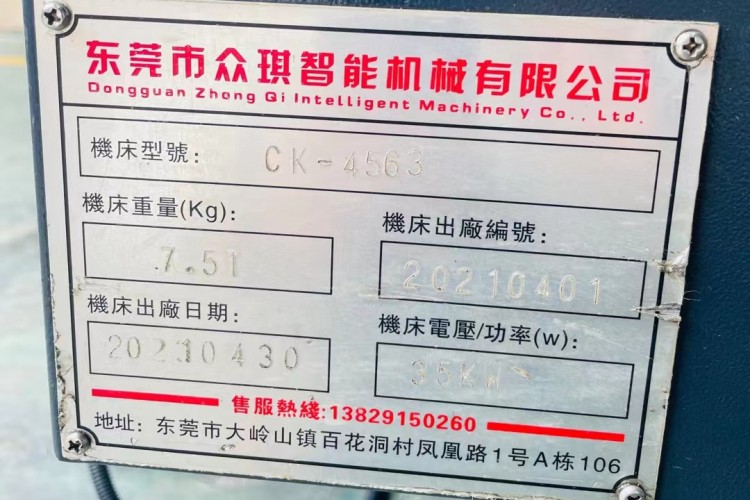 东莞市众琪智能机械有限公司
Dongguan Zhong Qi Intelligent Machinery Co., Ltd.
機床型號: CK-4563
機床重量(Kg):
7.5T
機床出廠編號:
20210401
機床出廠日期:
20210430
機床電壓/功率(w):
35KW
售服熱綫:13829150260
地址: 东莞市大岭山镇百花洞村凤凰路1号A栋106